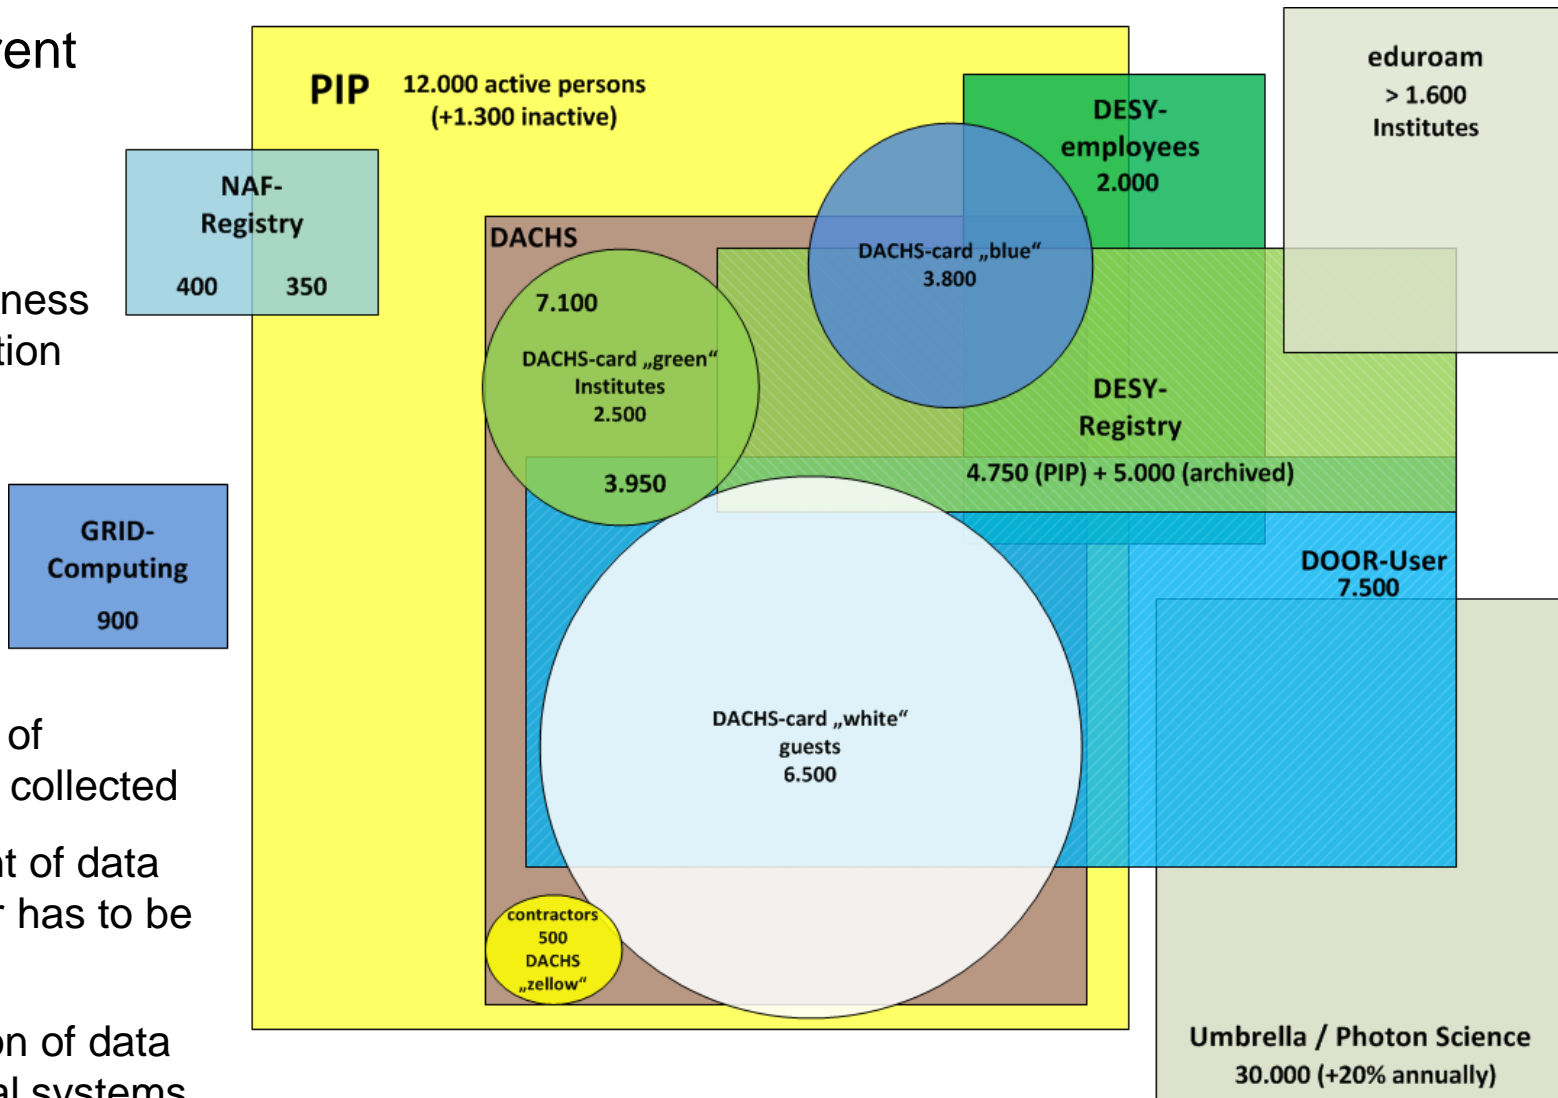 rent
ness
tion
of
collected
nt of data
r has to be
on of data
al systems
PIP
12.000 active persons
(+1.300 inactive)
NAF-
Registry
400 350
GRID-
Computing
900
DACHS
7.100
DACHS-card „green“
Institutes
2.500
3.950
DACHS-card „blue“
3.800
DESY-
employees
2.000
eduroam
> 1.600
Institutes
DESY-
Registry
4.750 (PIP) + 5.000 (archived)
DOOR-User
7.500
DACHS-card „white“
guests
6.500
contractors
500
DACHS
„zellow“
Umbrella / Photon Science
30.000 (+20% annually)